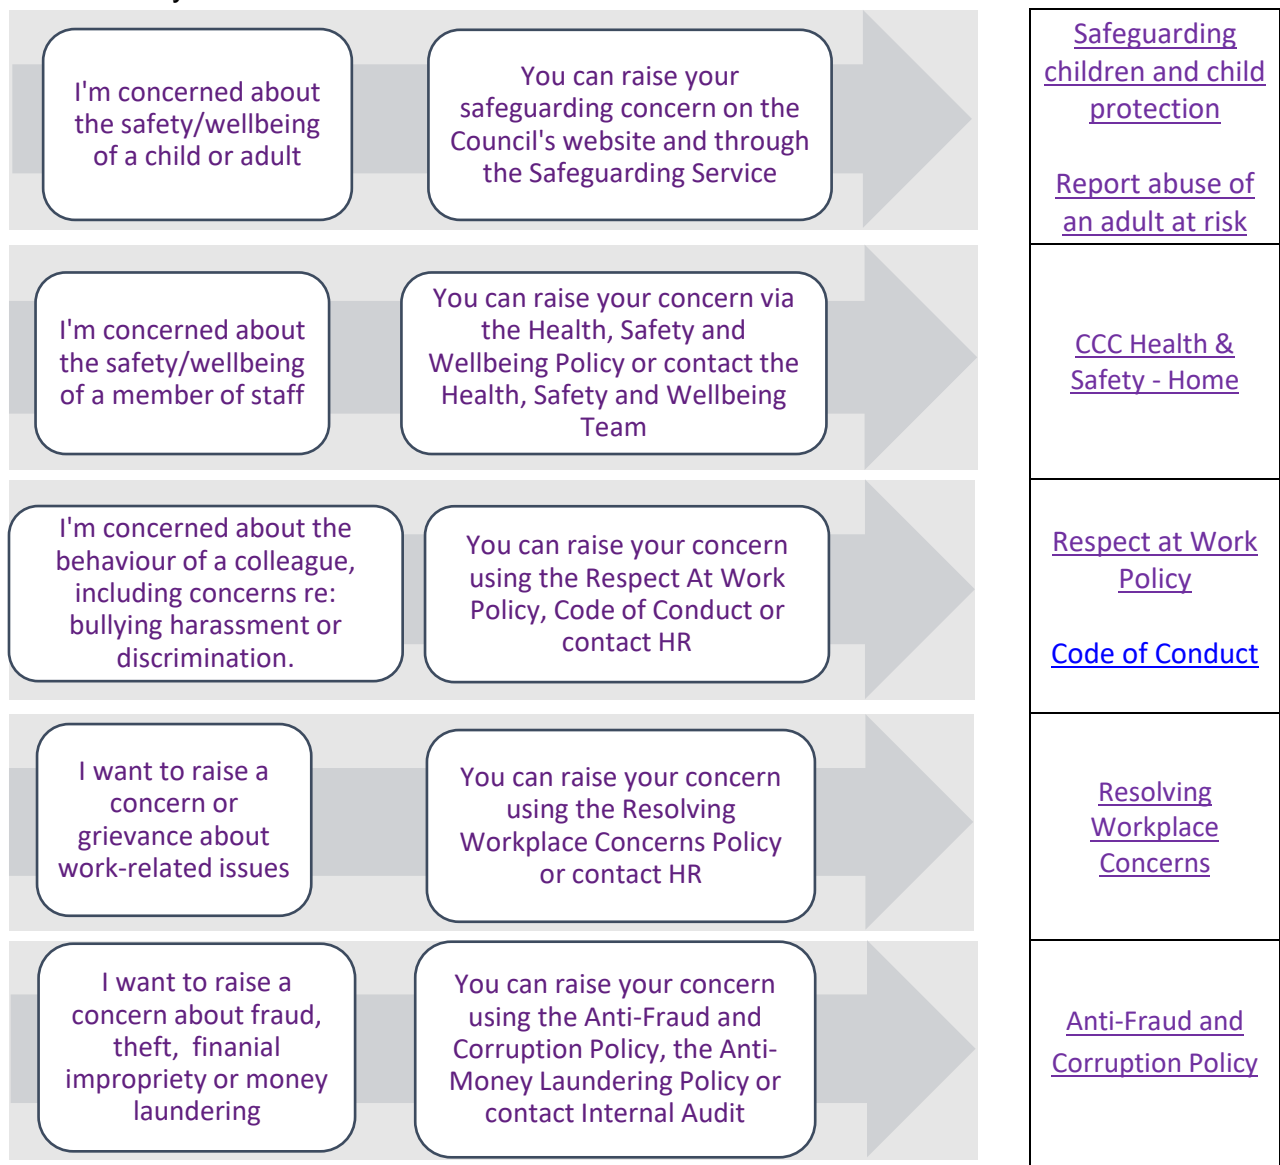 I'm concerned about
the safety/wellbeing
of a child or adult
You can raise your
safeguarding concern on the
Council's website and through
the Safeguarding Service
Safeguarding
children and child
protection
Report abuse of
an adult at risk
I'm concerned about
the safety/wellbeing
of a member of staff
You can raise your concern via
the Health, Safety and
Wellbeing Policy or contact the
Health, Safety and Wellbeing
Team
CCC Health &
Safety - Home
I'm concerned about the
behaviour of a colleague,
including concerns re:
bullying harassment or
discrimination.
You can raise your concern
using the Respect At Work
Policy, Code of Conduct or
contact HR
Respect at Work
Policy
Code of Conduct
I want to raise a
concern or
grievance about
work-related issues
You can raise your concern
using the Resolving
Workplace Concerns Policy
or contact HR
Resolving
Workplace
Concerns
I want to raise a
concern about fraud,
theft, finanial
impropriety or money
laundering
You can raise your concern
using the Anti-Fraud and
Corruption Policy, the Anti-
Money Laundering Policy or
contact Internal Audit
Anti-Fraud and
Corruption Policy